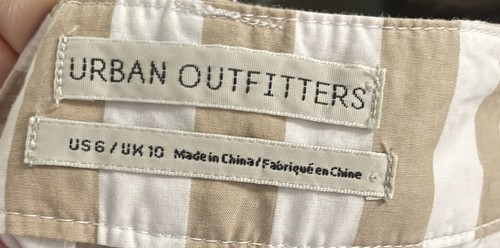 URBAN OUTFITTERS
US 6 / UK 10 Made in China / Fabriqué en Chine